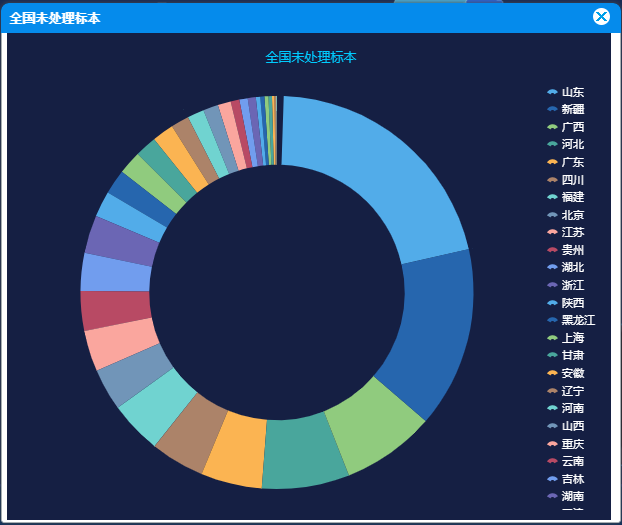 全国未处理标本
全国未处理标本
山东
新疆
广西
河北
广东
四川
福建
北京
江苏
贵州
湖北
浙江
陕西
黑龙江
上海
甘肃
安徽
辽宁
河南
山西
重庆
云南
吉林
湖南